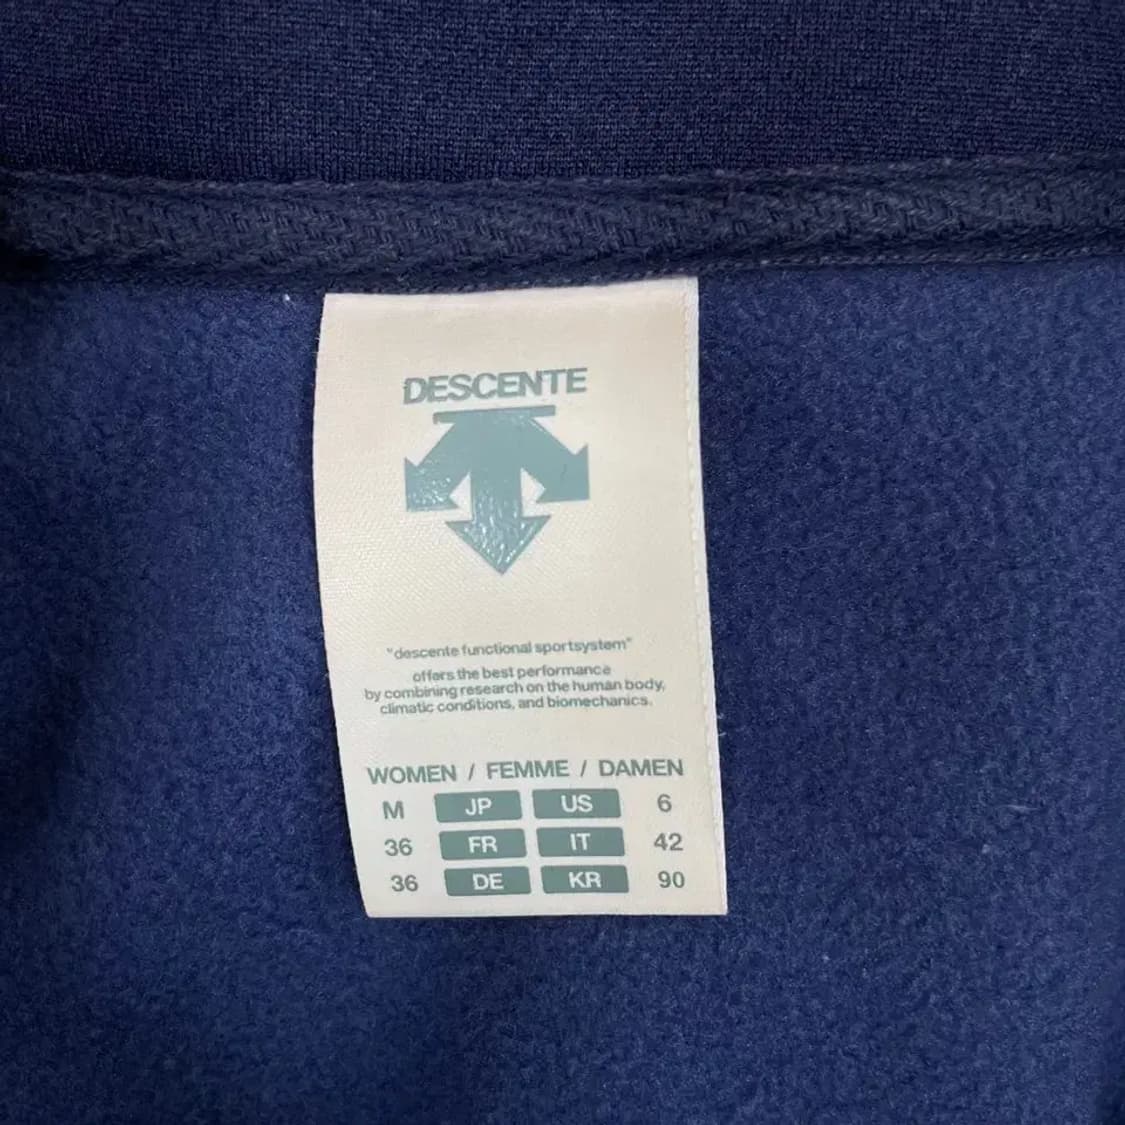 DESCENTE
"descente functional sportsystem"
offers the best performance
by combining research on the human body,
climatic conditions, and biomechanics.
WOMEN / FEMME / DAMEN
M JP US 6
36 FR IT 42
36 DE KR 90